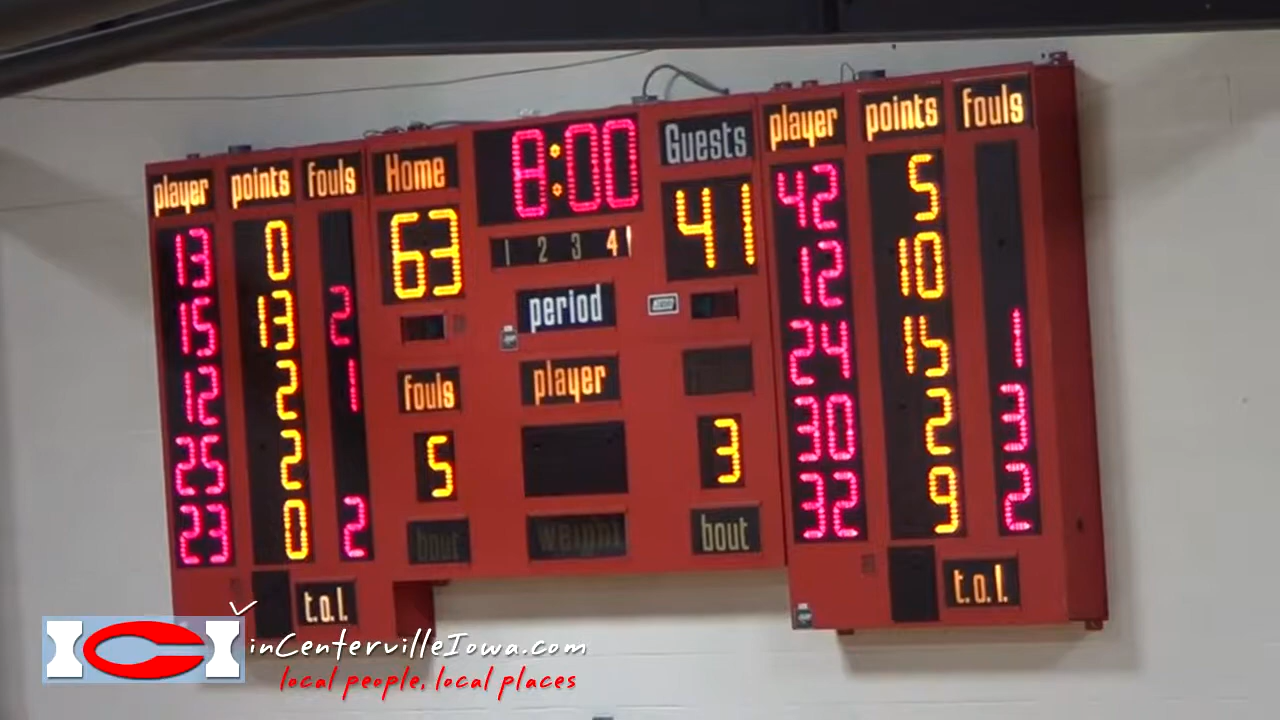 player points fouls Home 8:00 Guests player points fouls
13 0
15 13 2
12 2 1
25 2
23 0 2
63
1 2 3 4
41
period
fouls
player
5
3
bout
weight
bout
t.o.l.
42 5
12 10
24 15 1
30 2 3
32 9 2
t.o.l.
ICI
inCentervilleIowa.com
local people, local places